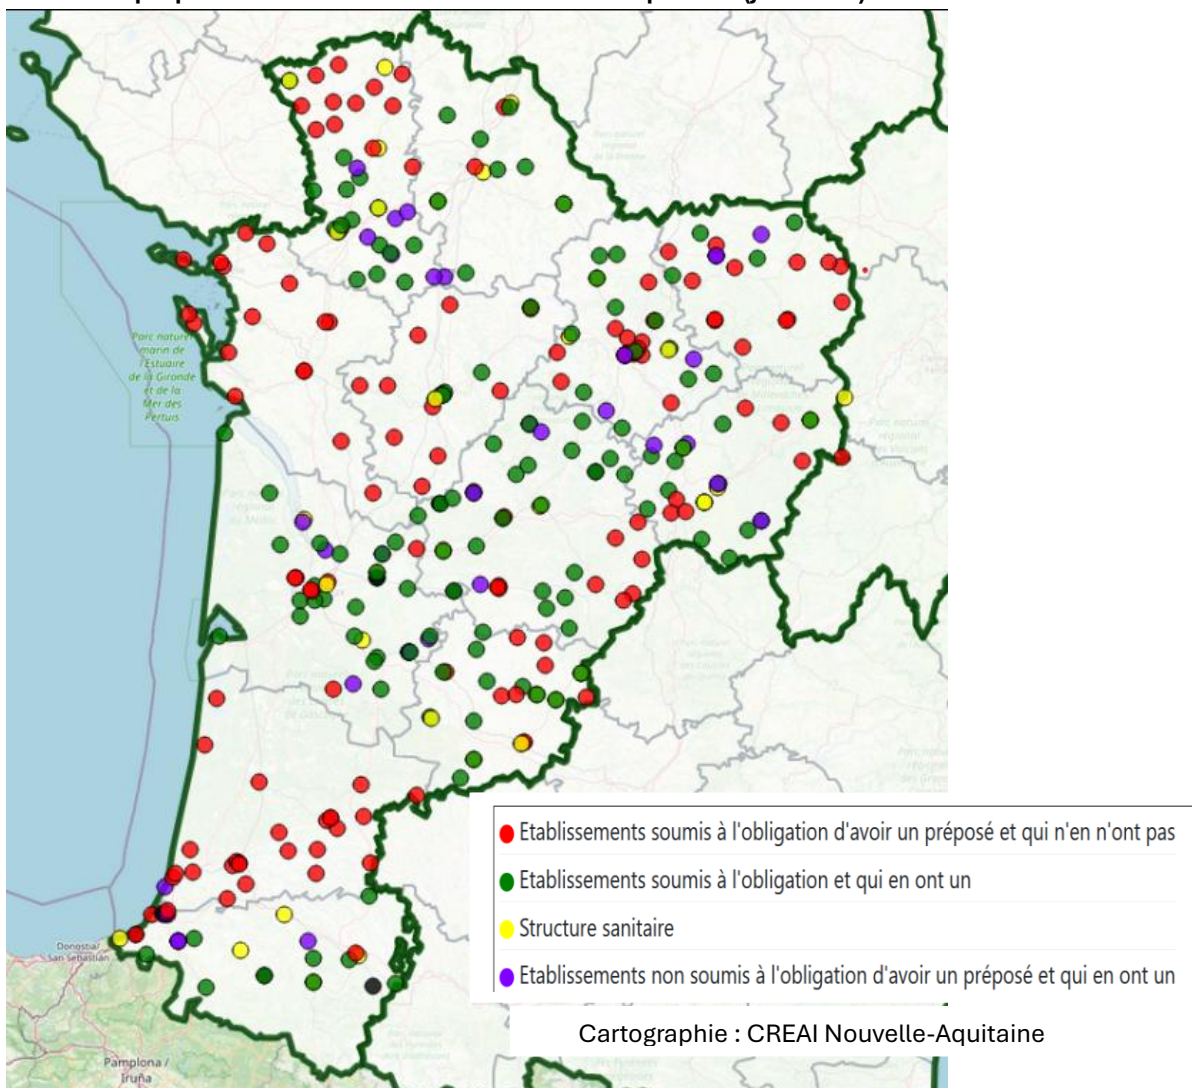 Parc naturel
marin de
l'Estuaire
de la Gironde
et de la
Mer des
Pertuis
Etablissements soumis à l'obligation d'avoir un préposé et qui n'en n'ont pas
Etablissements soumis à l'obligation et qui en ont un
Structure sanitaire
Etablissements non soumis à l'obligation d'avoir un préposé et qui en ont un
Donostia/
San Sebastián
Cartographie : CREAI Nouvelle-Aquitaine
Pamplona /
Iruña